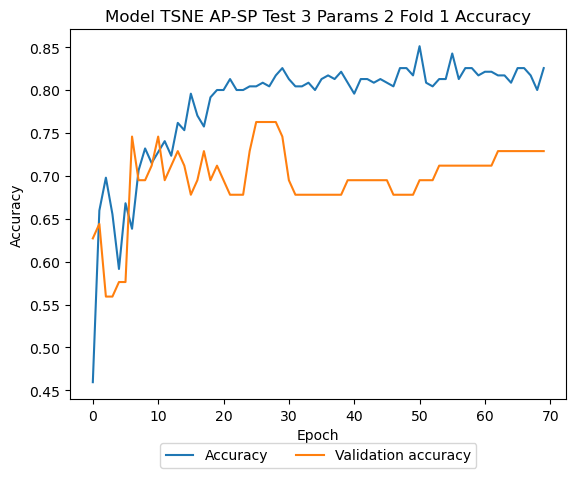 Model TSNE AP-SP Test 3 Params 2 Fold 1 Accuracy
0.85
0.80
0.75
0.70
0.65
0.60
0.55
0.50
0.45
Accuracy
0 10 20 30 40 50 60 70
Epoch
Accuracy Validation accuracy